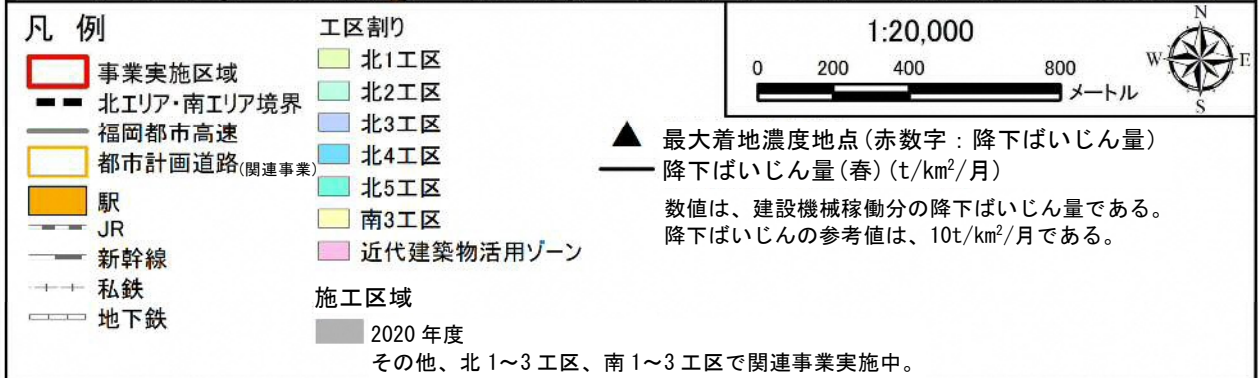 凡 例
事業実施区域
北エリア・南エリア境界
福岡都市高速
都市計画道路(関連事業)
駅
JR
新幹線
私鉄
地下鉄
工区割り
北1工区
北2工区
北3工区
北4工区
北5工区
南3工区
近代建築物活用ゾーン
施工区域
2020 年度
その他、北 1～3 工区、南 1～3 工区で関連事業実施中。
1:20,000
0 200 400 800
メートル
N
W E
S
最大着地濃度地点(赤数字：降下ばいじん量)
降下ばいじん量(春)(t/km²/月)
数値は、建設機械稼働分の降下ばいじん量である。
降下ばいじんの参考値は、10t/km²/月である。